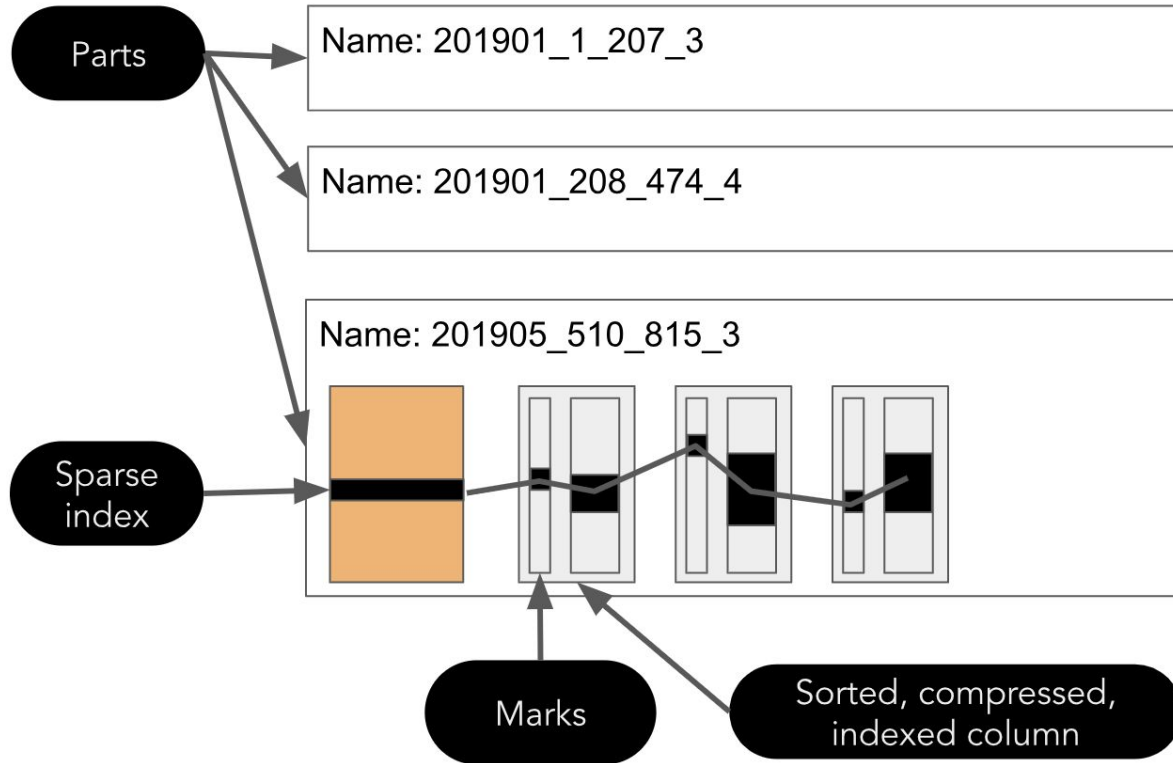 Parts
Name: 201901_1_207_3
Name: 201901_208_474_4
Name: 201905_510_815_3
Sparse
index
Marks
Sorted, compressed,
indexed column